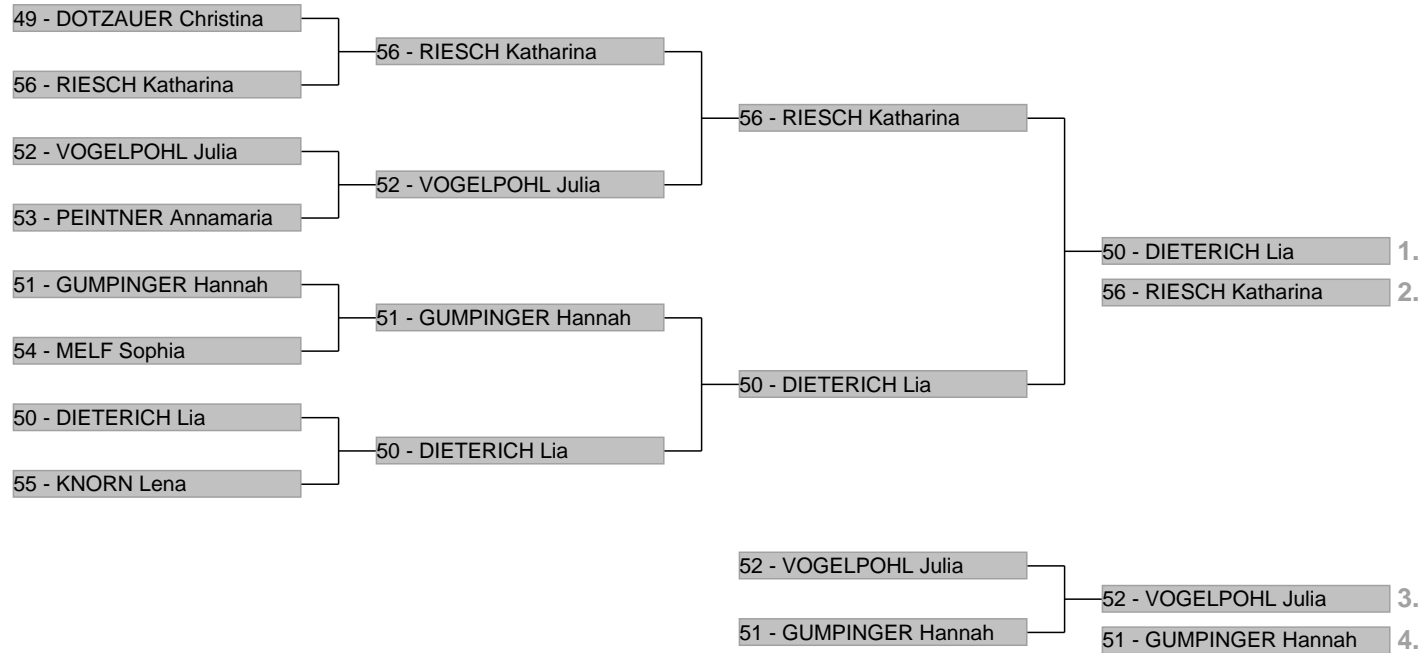 49 - DOTZAUER Christina
56 - RIESCH Katharina
52 - VOGELPOHL Julia
53 - PEINTNER Annamaria
51 - GUMPINGER Hannah
54 - MELF Sophia
50 - DIETERICH Lia
55 - KNORN Lena
56 - RIESCH Katharina
52 - VOGELPOHL Julia
51 - GUMPINGER Hannah
50 - DIETERICH Lia
56 - RIESCH Katharina
50 - DIETERICH Lia
50 - DIETERICH Lia 1.
56 - RIESCH Katharina 2.
52 - VOGELPOHL Julia
51 - GUMPINGER Hannah
52 - VOGELPOHL Julia 3.
51 - GUMPINGER Hannah 4.